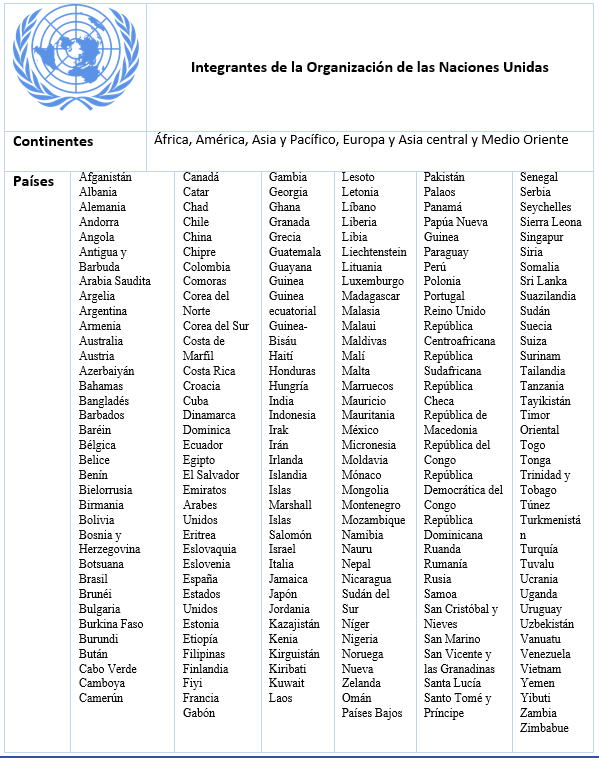 Integrantes de la Organización de las Naciones Unidas
Continentes
África, América, Asia y Pacífico, Europa y Asia central y Medio Oriente
Países
Afganistán
Albania
Alemania
Andorra
Angola
Antigua y
Barbuda
Arabia Saudita
Argelia
Argentina
Armenia
Australia
Austria
Azerbaiyán
Bahamas
Bangladés
Barbados
Baréin
Bélgica
Belice
Benín
Bielorrusia
Birmania
Bolivia
Bosnia y
Herzegovina
Botsuana
Brasil
Brunéi
Bulgaria
Burkina Faso
Burundi
Bután
Cabo Verde
Camboya
Camerún
Canadá
Catar
Chad
Chile
China
Chipre
Colombia
Comoras
Corea del
Norte
Corea del Sur
Costa de
Marfil
Costa Rica
Croacia
Cuba
Dinamarca
Dominica
Ecuador
Egipto
El Salvador
Emiratos
Arabes
Unidos
Eritrea
Eslovaquia
Eslovenia
España
Estados
Unidos
Estonia
Etiopía
Filipinas
Finlandia
Fiyi
Francia
Gabón
Gambia
Georgia
Ghana
Granada
Grecia
Guatemala
Guayana
Guinea
Guinea
ecuatorial
Guinea-
Bisáu
Haití
Honduras
Hungría
India
Indonesia
Irak
Irán
Irlanda
Islandia
Islas
Marshall
Islas
Salomón
Israel
Italia
Jamaica
Japón
Jordania
Kazajistán
Kenia
Kirguistán
Kiribati
Kuwait
Laos
Lesoto
Letonia
Líbano
Liberia
Libia
Liechtenstein
Lituania
Luxemburgo
Madagascar
Malasia
Malaui
Maldivas
Malí
Malta
Marruecos
Mauricio
Mauritania
México
Micronesia
Moldavia
Mónaco
Mongolia
Montenegro
Mozambique
Namibia
Nauru
Nepal
Nicaragua
Sudán del
Sur
Níger
Nigeria
Noruega
Nueva
Zelanda
Omán
Países Bajos
Pakistán
Palaos
Panamá
Papúa Nueva
Guinea
Paraguay
Perú
Polonia
Portugal
Reino Unido
República
Centroafricana
República
Sudafricana
República
Checa
República de
Macedonia
República del
Congo
República
Democrática del
Congo
República
Dominicana
Ruanda
Rumanía
Rusia
Samoa
San Cristóbal y
Nieves
San Marino
San Vicente y
las Granadinas
Santa Lucía
Santo Tomé y
Príncipe
Senegal
Serbia
Seychelles
Sierra Leona
Singapur
Siria
Somalia
Sri Lanka
Suazilandia
Sudán
Suecia
Suiza
Surinam
Tailandia
Tanzania
Tayikistán
Timor
Oriental
Togo
Tonga
Trinidad y
Tobago
Túnez
Turkmenistá
n
Turquía
Tuvalu
Ucrania
Uganda
Uruguay
Uzbekistán
Vanuatu
Venezuela
Vietnam
Yemen
Yibuti
Zambia
Zimbabue